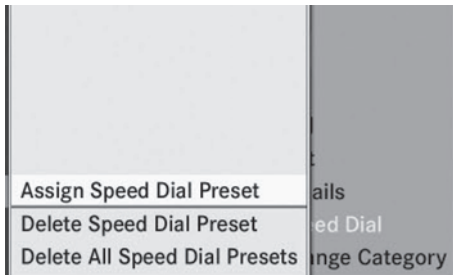 Assign Speed Dial Preset
Delete Speed Dial Preset
Delete All Speed Dial Presets
ails
ed Dial
nge Category